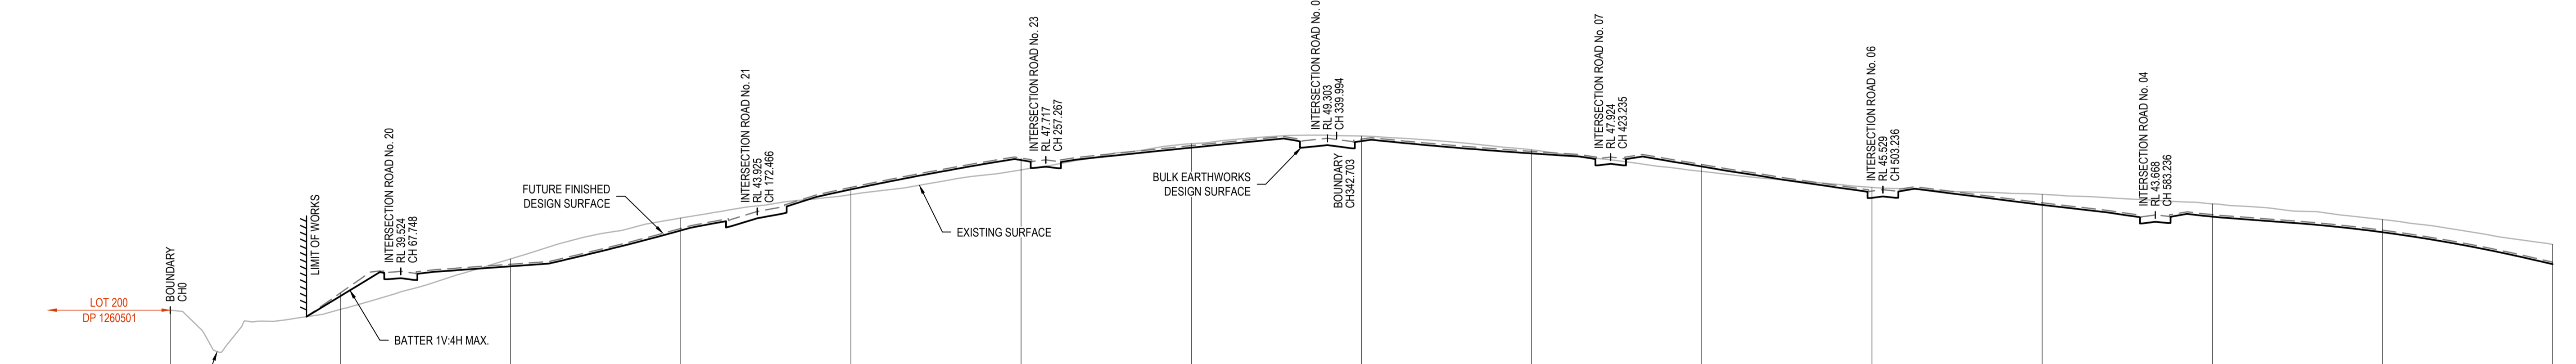 LOT 200
DP 1260501
BOUNDARY
CH0
LIMIT OF WORKS
BATTER 1V:4H MAX.
INTERSECTION ROAD No. 20
RL 39.524
CH 67.748
FUTURE FINISHED
DESIGN SURFACE
INTERSECTION ROAD No. 21
RL 43.925
CH 172.466
EXISTING SURFACE
INTERSECTION ROAD No. 23
RL 47.717
CH 257.267
BULK EARTHWORKS
DESIGN SURFACE
INTERSECTION ROAD No.
RL 49.303
CH 339.994
BOUNDARY
CH342.703
INTERSECTION ROAD No. 07
RL 47.924
CH 423.235
INTERSECTION ROAD No. 06
RL 45.529
CH 503.236
INTERSECTION ROAD No. 04
RL 43.668
CH 583.236